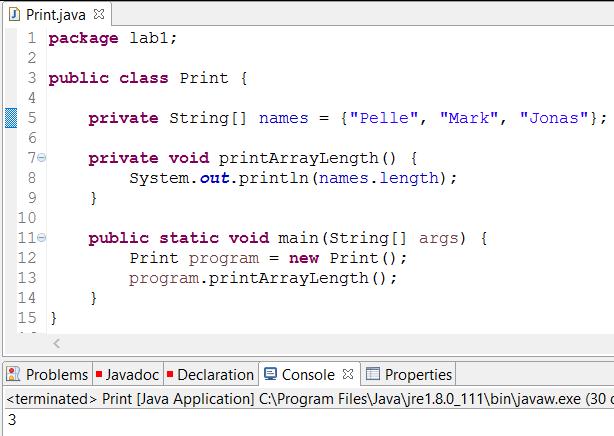 Print.java
1 package lab1;
2
3 public class Print {
4
5     private String[] names = {"Pelle", "Mark", "Jonas"};
6
7     private void printArrayLength() {
8         System.out.println(names.length);
9     }
10
11     public static void main(String[] args) {
12         Print program = new Print();
13         program.printArrayLength();
14     }
15 }
Problems Javadoc Declaration Console Properties
<terminated> Print [Java Application] C:\Program Files\Java\jre1.8.0_111\bin\javaw.exe (30
3